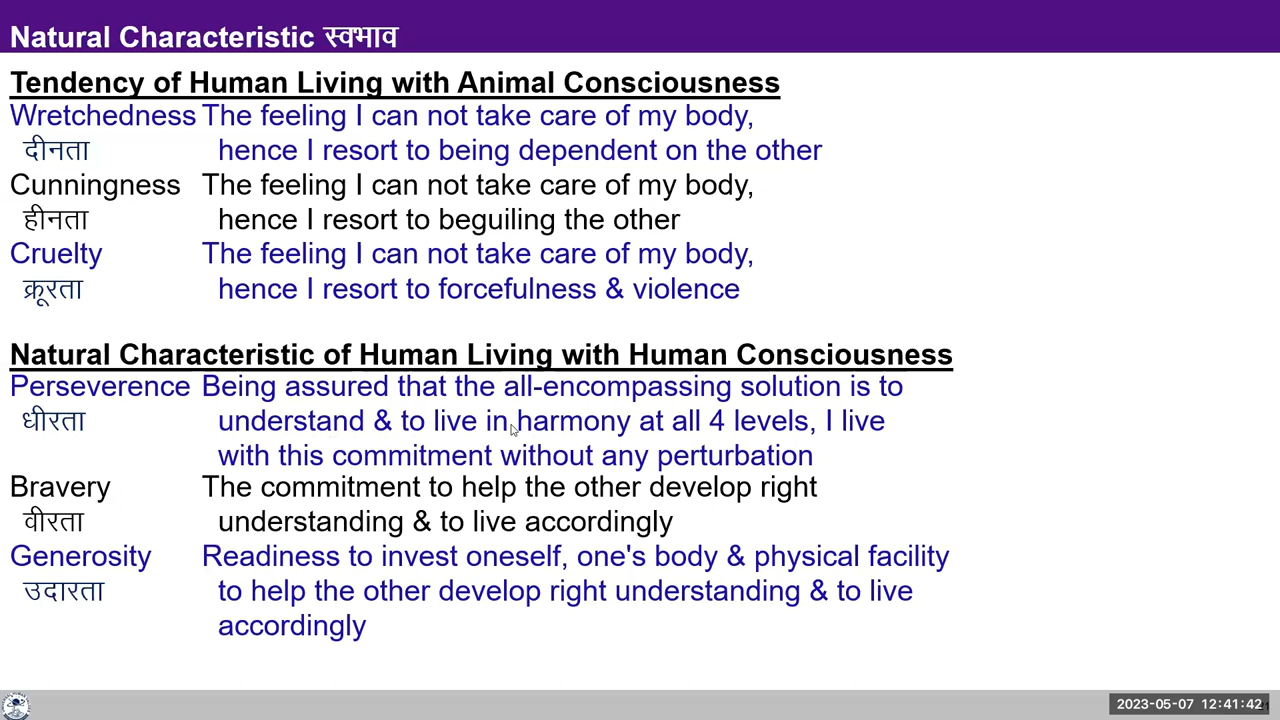 Natural Characteristic स्वभाव
Tendency of Human Living with Animal Consciousness
Wretchedness The feeling I can not take care of my body,
दीनता hence I resort to being dependent on the other
Cunningness The feeling I can not take care of my body,
हीनता hence I resort to beguiling the other
Cruelty The feeling I can not take care of my body,
क्रूरता hence I resort to forcefulness & violence
Natural Characteristic of Human Living with Human Consciousness
Perseverence Being assured that the all-encompassing solution is to
धीरता understand & to live in harmony at all 4 levels, I live
with this commitment without any perturbation
Bravery The commitment to help the other develop right
वीरता understanding & to live accordingly
Generosity Readiness to invest oneself, one's body & physical facility
उदारता to help the other develop right understanding & to live
accordingly
2023-05-07 12:41:42